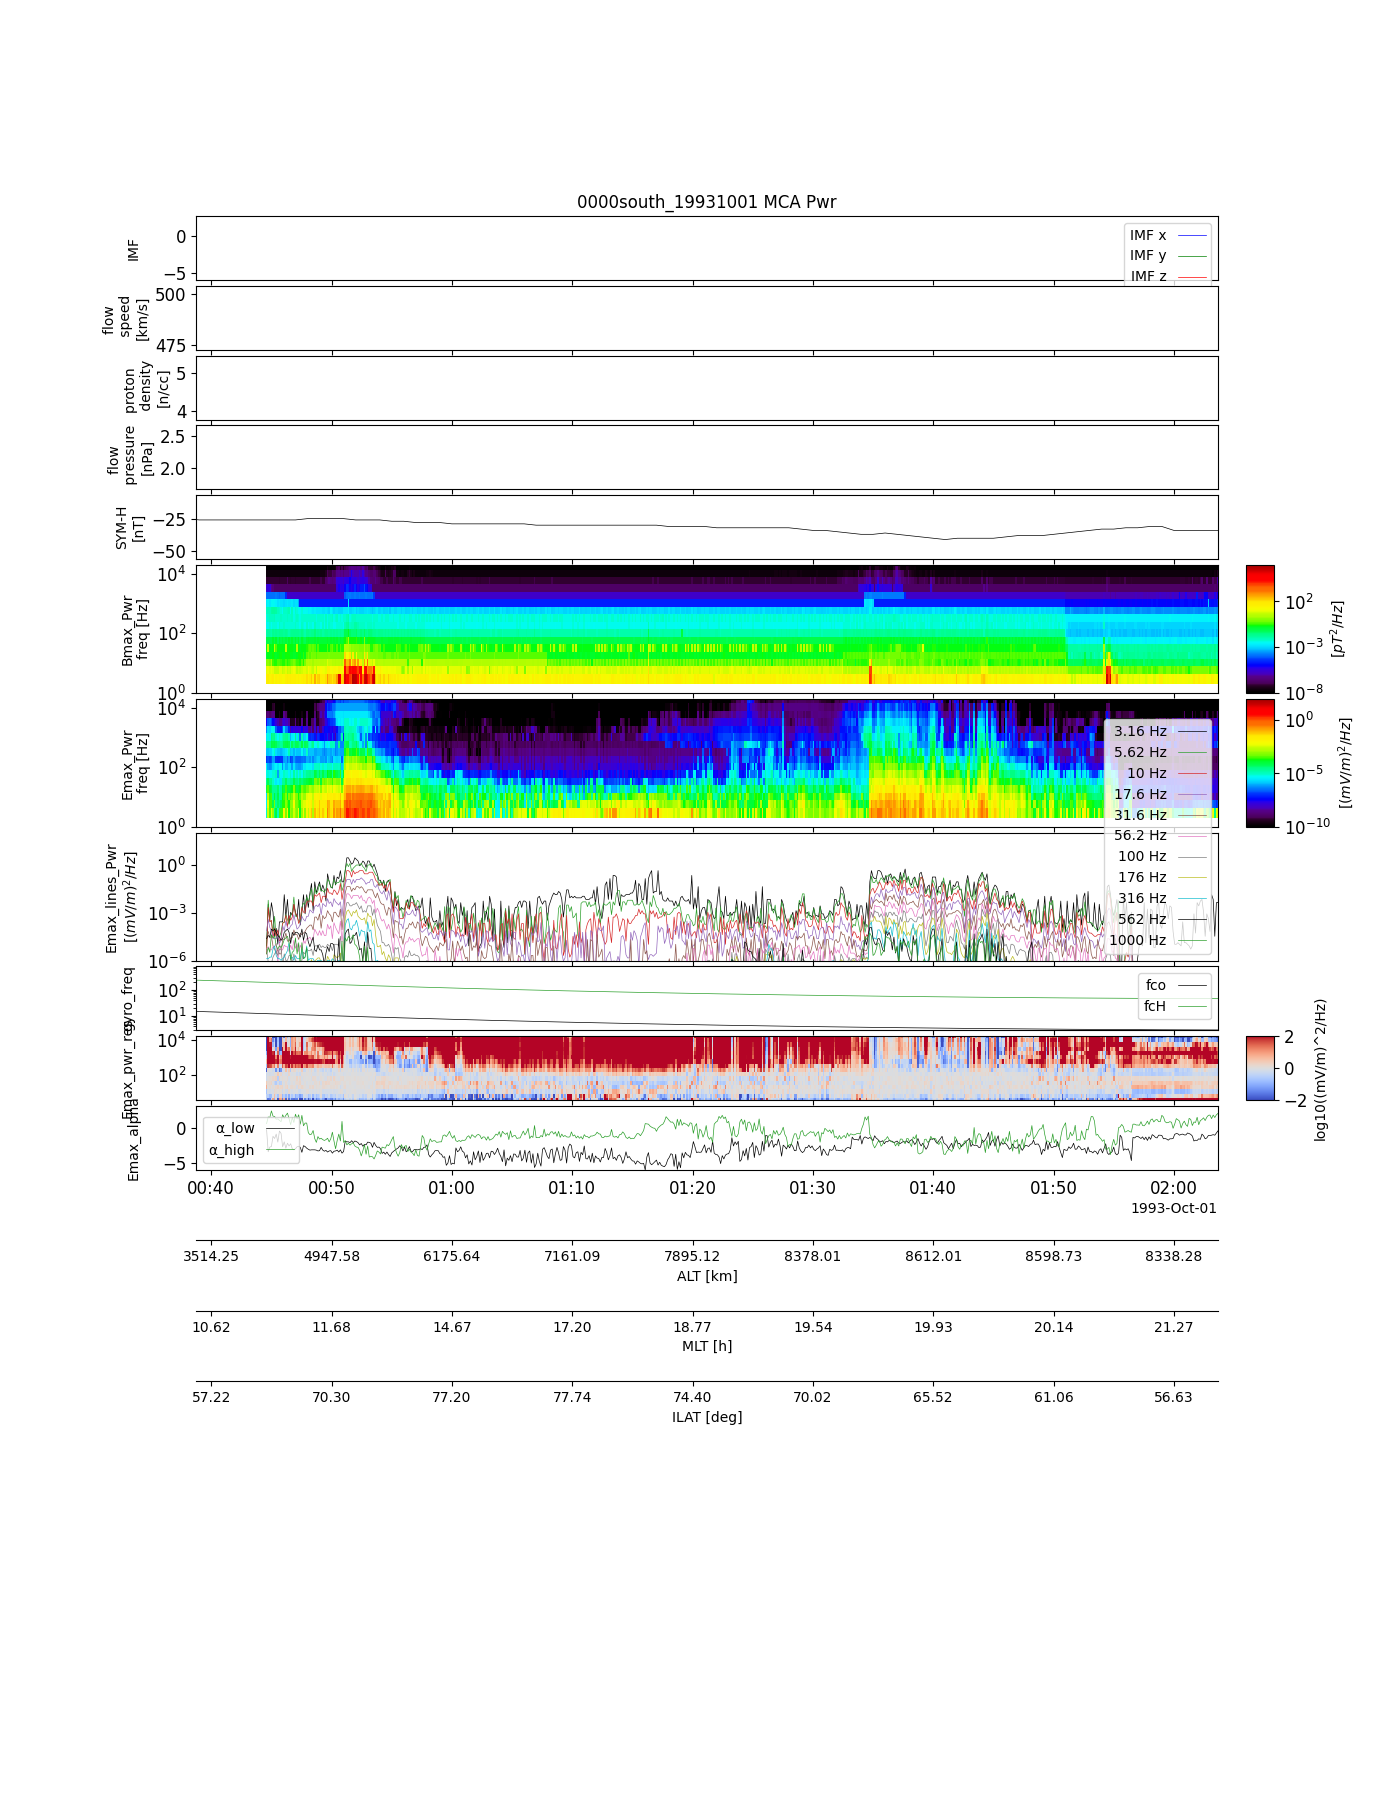 0000south_19931001 MCA Pwr
IMF
0
−5
IMF x
IMF y
IMF z
flow
speed
[km/s]
500
475
proton
density
[n/cc]
5
4
flow
pressure
[nPa]
2.5
2.0
SYM-H
[nT]
−25
−50
Bmax_Pwr
freq [Hz]
10^4
10^2
10^0
10^2
10^−3
10^−8
[pT^2/Hz]
Emax_Pwr
freq [Hz]
10^4
10^2
10^0
10^0
10^−5
10^−10
[(mV/m)^2/Hz]
3.16 Hz
5.62 Hz
10 Hz
17.6 Hz
31.6 Hz
56.2 Hz
100 Hz
176 Hz
316 Hz
562 Hz
1000 Hz
Emax_lines_Pwr
[(mV/m)^2/Hz]
10^0
10^−3
10^−6
gyro_freq
10^2
10^1
fco
fcH
10^4
10^2
2
0
−2
log10((mV/m)^2/Hz)
Emax_alpha
0
−5
α_low
α_high
00:40 00:50 01:00 01:10 01:20 01:30 01:40 01:50 02:00
1993-Oct-01
3514.25 4947.58 6175.64 7161.09 7895.12 8378.01 8612.01 8598.73 8338.28
ALT [km]
10.62 11.68 14.67 17.20 18.77 19.54 19.93 20.14 21.27
MLT [h]
57.22 70.30 77.20 77.74 74.40 70.02 65.52 61.06 56.63
ILAT [deg]